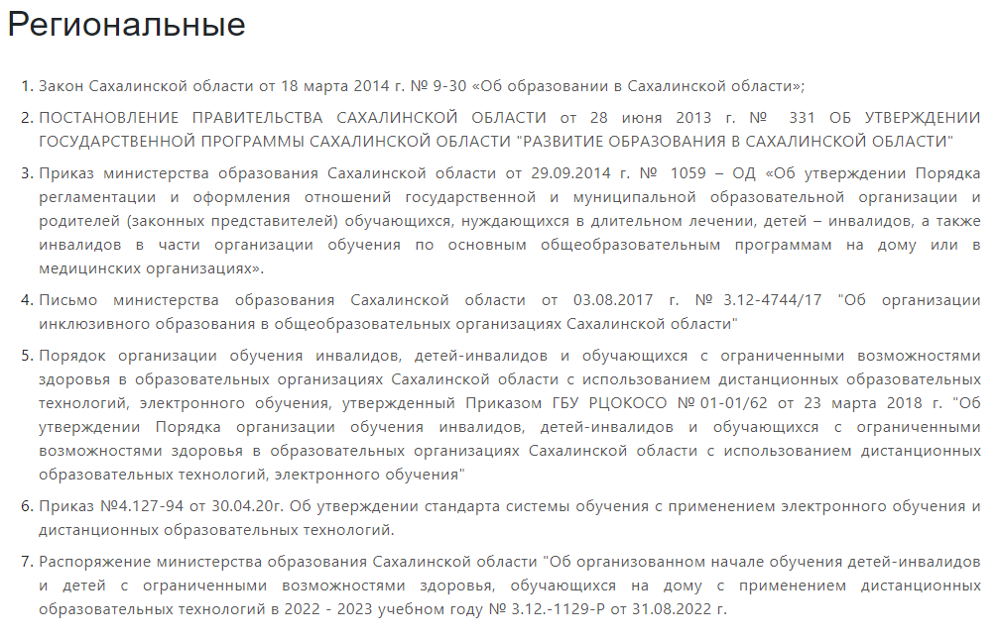 Региональные
1. Закон Сахалинской области от 18 марта 2014 г. № 9-30 «Об образовании в Сахалинской области»;
2. ПОСТАНОВЛЕНИЕ ПРАВИТЕЛЬСТВА САХАЛИНСКОЙ ОБЛАСТИ от 28 июня 2013 г. № 331 ОБ УТВЕРЖДЕНИИ
ГОСУДАРСТВЕННОЙ ПРОГРАММЫ САХАЛИНСКОЙ ОБЛАСТИ "РАЗВИТИЕ ОБРАЗОВАНИЯ В САХАЛИНСКОЙ ОБЛАСТИ"
3. Приказ министерства образования Сахалинской области от 29.09.2014 г. № 1059 – ОД «Об утверждении Порядка
регламентации и оформления отношений государственной и муниципальной образовательной организации и
родителей (законных представителей) обучающихся, нуждающихся в длительном лечении, детей – инвалидов, а также
инвалидов в части организации обучения по основным общеобразовательным программам на дому или в
медицинских организациях».
4. Письмо министерства образования Сахалинской области от 03.08.2017 г. № 3.12-4744/17 "Об организации
инклюзивного образования в общеобразовательных организациях Сахалинской области"
5. Порядок организации обучения инвалидов, детей-инвалидов и обучающихся с ограниченными возможностями
здоровья в образовательных организациях Сахалинской области с использованием дистанционных образовательных
технологий, электронного обучения, утвержденный Приказом ГБУ РЦОКОСО № 01-01/62 от 23 марта 2018 г. "Об
утверждении Порядка организации обучения инвалидов, детей-инвалидов и обучающихся с ограниченными
возможностями здоровья в образовательных организациях Сахалинской области с использованием дистанционных
образовательных технологий, электронного обучения"
6. Приказ №4.127-94 от 30.04.20г. Об утверждении стандарта системы обучения с применением электронного обучения и
дистанционных образовательных технологий.
7. Распоряжение министерства образования Сахалинской области "Об организованном начале обучения детей-инвалидов
и детей с ограниченными возможностями здоровья, обучающихся на дому с применением дистанционных
образовательных технологий в 2022 - 2023 учебном году № 3.12.-1129-Р от 31.08.2022 г.